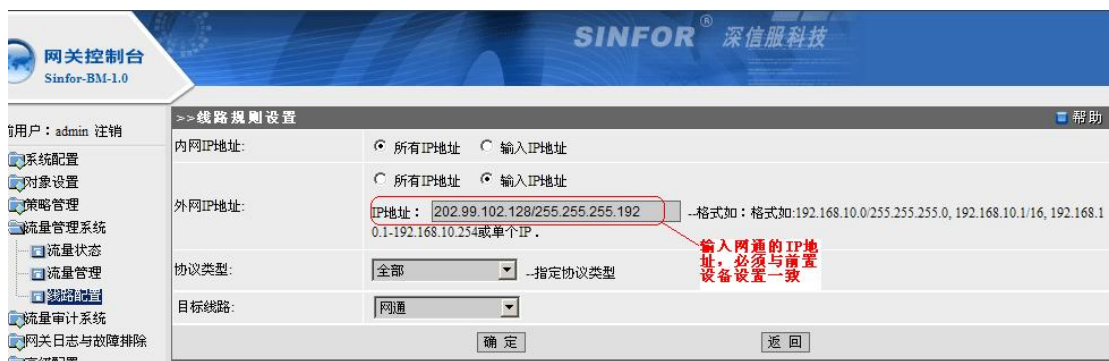 SINFOR® 深信服科技
网关控制台
Sinfor-BM-1.0
前用户：admin 注销
系统配置
对象设置
策略管理
流量管理系统
流量状态
流量管理
线路配置
流量审计系统
网关日志与故障排除
>>线路规则设置
帮助
内网IP地址:
所有IP地址 输入IP地址
外网IP地址:
所有IP地址 输入IP地址
IP地址： 202.99.102.128/255.255.255.192 --格式如：格式如:192.168.10.0/255.255.255.0, 192.168.10.1/16, 192.168.1
0.1-192.168.10.254或单个IP．
输入网通的IP地
址，必须与前置
设备设置一致
协议类型:
全部 --指定协议类型
目标线路:
网通
确 定 返 回